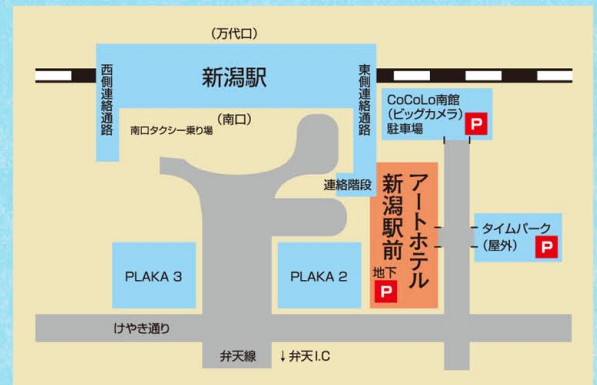 (万代口)
新潟駅
西側連絡通路
東側連絡通路
(南口)
南口タクシー乗り場
連絡階段
CoCoLo南館
(ビッグカメラ)
駐車場
P
アートホテル
新潟駅前
地下
P
タイムパーク
(屋外)
P
PLAKA 3
PLAKA 2
けやき通り
弁天線
↓弁天I.C